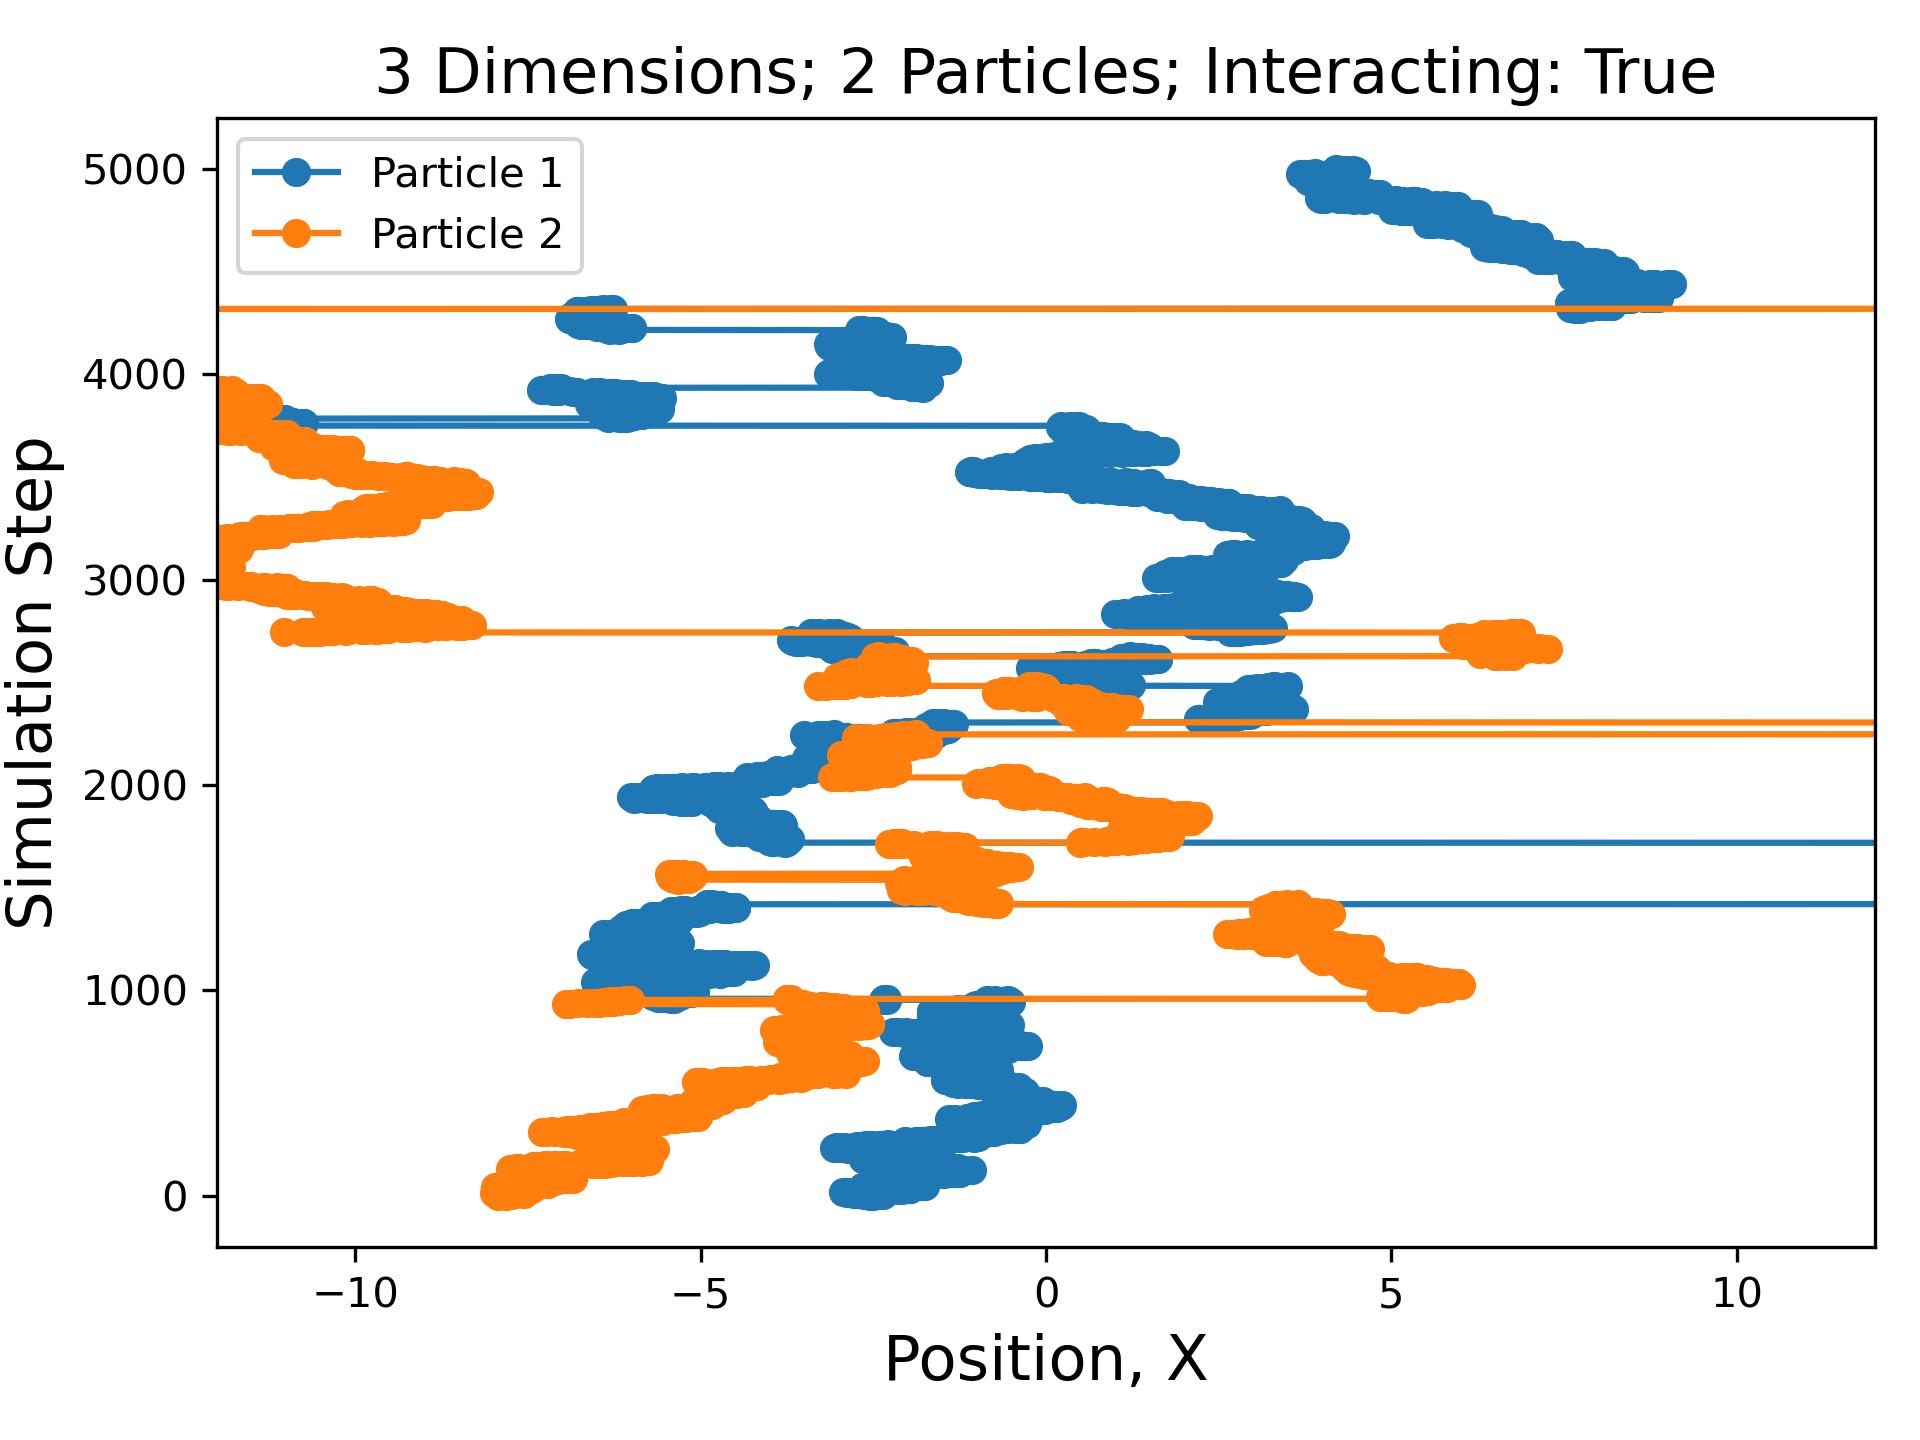 3 Dimensions; 2 Particles; Interacting: True
Particle 1
Particle 2
5000
4000
3000
2000
1000
0
Simulation Step
−10
−5
0
5
10
Position, X